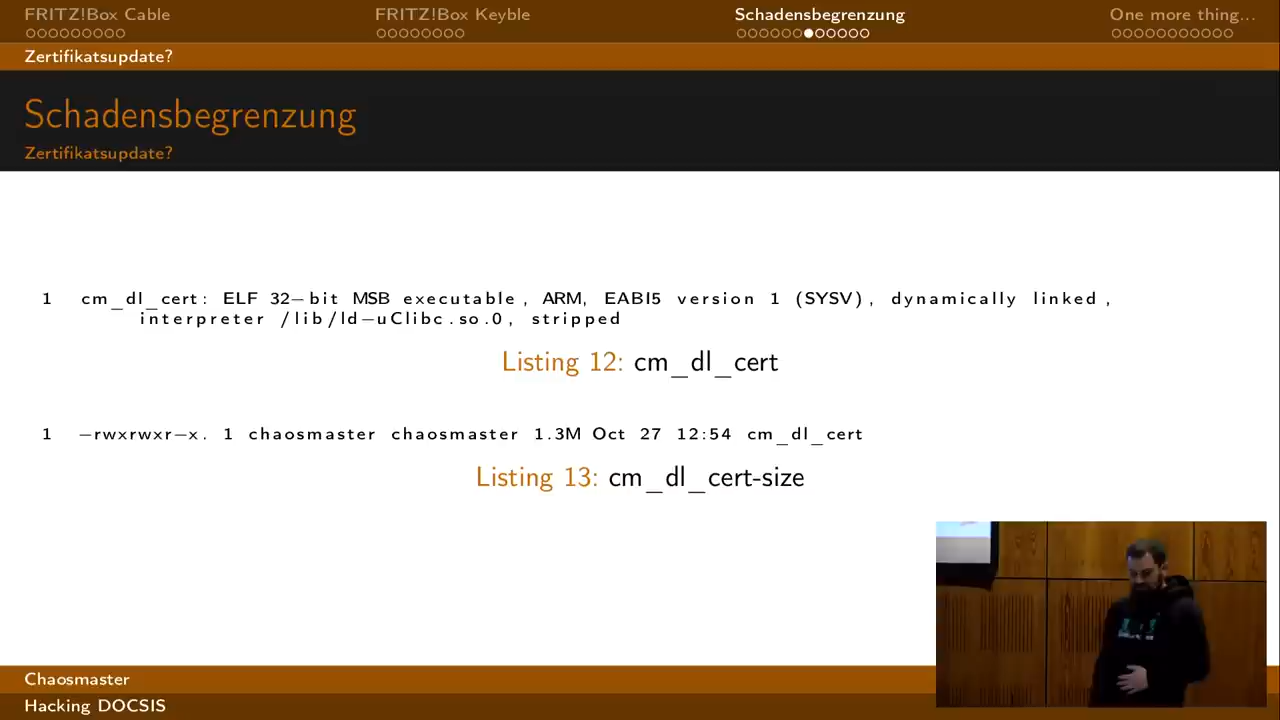 FRITZ!Box Cable
FRITZ!Box Keyble
Schadensbegrenzung
One more thing...
Zertifikatsupdate?
Schadensbegrenzung
Zertifikatsupdate?
1 cm_dl_cert: ELF 32-bit MSB executable, ARM, EABI5 version 1 (SYSV), dynamically linked,
interpreter /lib/ld-uClibc.so.0, stripped
Listing 12: cm_dl_cert
1 -rwxrwxr-x. 1 chaosmaster chaosmaster 1.3M Oct 27 12:54 cm_dl_cert
Listing 13: cm_dl_cert-size
Chaosmaster
Hacking DOCSIS